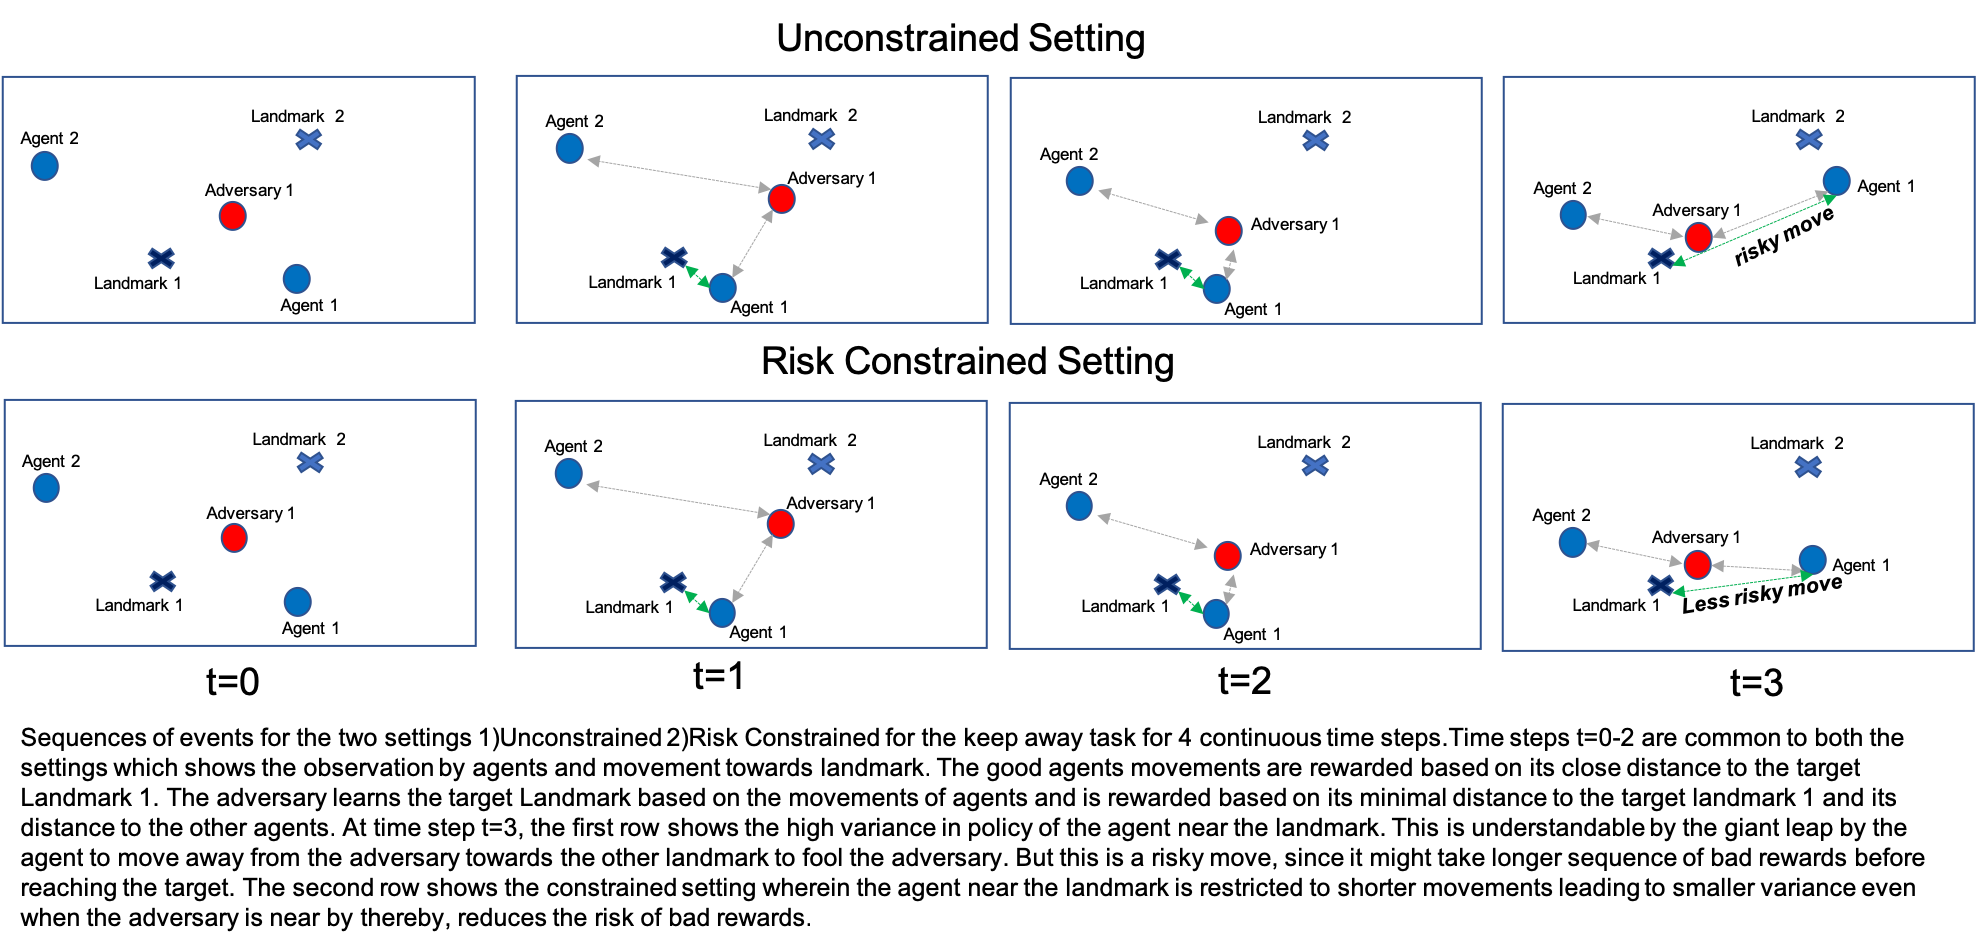 Unconstrained Setting
Agent 2
Landmark 2
Adversary 1
Landmark 1
Agent 1
Agent 2
Landmark 2
Adversary 1
Landmark 1
Agent 1
Agent 2
Landmark 2
Adversary 1
Landmark 1
Agent 1
Landmark 2
Agent 2
Agent 1
Adversary 1
risky move
Landmark 1
Risk Constrained Setting
Agent 2
Landmark 2
Adversary 1
Landmark 1
Agent 1
Agent 2
Landmark 2
Adversary 1
Landmark 1
Agent 1
Agent 2
Landmark 2
Adversary 1
Landmark 1
Agent 1
Landmark 2
Agent 2
Adversary 1
Agent 1
Landmark 1
Less risky move
t=0
t=1
t=2
t=3
Sequences of events for the two settings 1)Unconstrained 2)Risk Constrained for the keep away task for 4 continuous time steps.Time steps t=0-2 are common to both the
settings which shows the observation by agents and movement towards landmark. The good agents movements are rewarded based on its close distance to the target
Landmark 1. The adversary learns the target Landmark based on the movements of agents and is rewarded based on its minimal distance to the target landmark 1 and its
distance to the other agents. At time step t=3, the first row shows the high variance in policy of the agent near the landmark. This is understandable by the giant leap by the
agent to move away from the adversary towards the other landmark to fool the adversary. But this is a risky move, since it might take longer sequence of bad rewards before
reaching the target. The second row shows the constrained setting wherein the agent near the landmark is restricted to shorter movements leading to smaller variance even
when the adversary is near by thereby, reduces the risk of bad rewards.